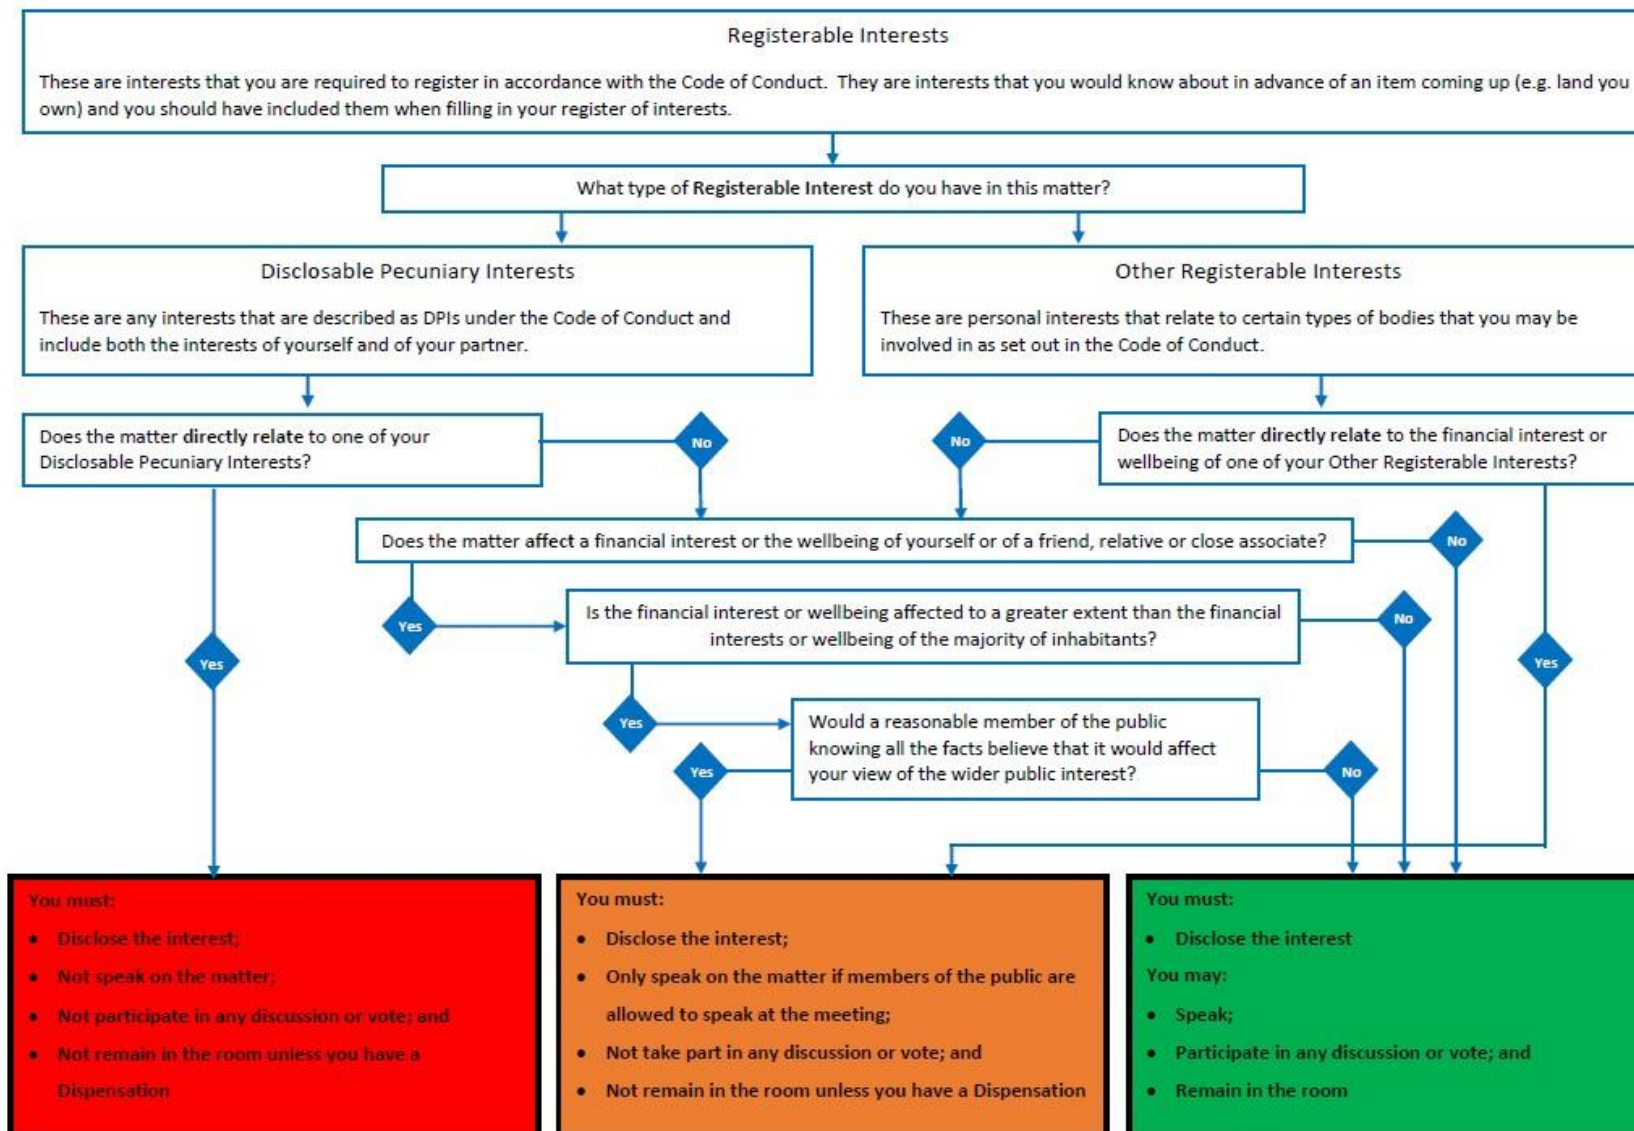 Registerable Interests
These are interests that you are required to register in accordance with the Code of Conduct. They are interests that you would know about in advance of an item coming up (e.g. land you
own) and you should have included them when filling in your register of interests.
What type of Registerable Interest do you have in this matter?
Disclosable Pecuniary Interests
These are any interests that are described as DPIs under the Code of Conduct and
include both the interests of yourself and of your partner.
Other Registerable Interests
These are personal interests that relate to certain types of bodies that you may be
involved in as set out in the Code of Conduct.
Does the matter directly relate to one of your
Disclosable Pecuniary Interests?
No
No
Does the matter directly relate to the financial interest or
wellbeing of one of your Other Registerable Interests?
Does the matter affect a financial interest or the wellbeing of yourself or of a friend, relative or close associate?
No
Yes
Is the financial interest or wellbeing affected to a greater extent than the financial
interests or wellbeing of the majority of inhabitants?
No
Yes
Yes
Yes
Would a reasonable member of the public
knowing all the facts believe that it would affect
your view of the wider public interest?
Yes
No
You must:
• Disclose the interest;
• Not speak on the matter;
• Not participate in any discussion or vote; and
• Not remain in the room unless you have a
Dispensation
You must:
• Disclose the interest;
• Only speak on the matter if members of the public are
allowed to speak at the meeting;
• Not take part in any discussion or vote; and
• Not remain in the room unless you have a Dispensation
You must:
• Disclose the interest
You may:
• Speak;
• Participate in any discussion or vote; and
• Remain in the room